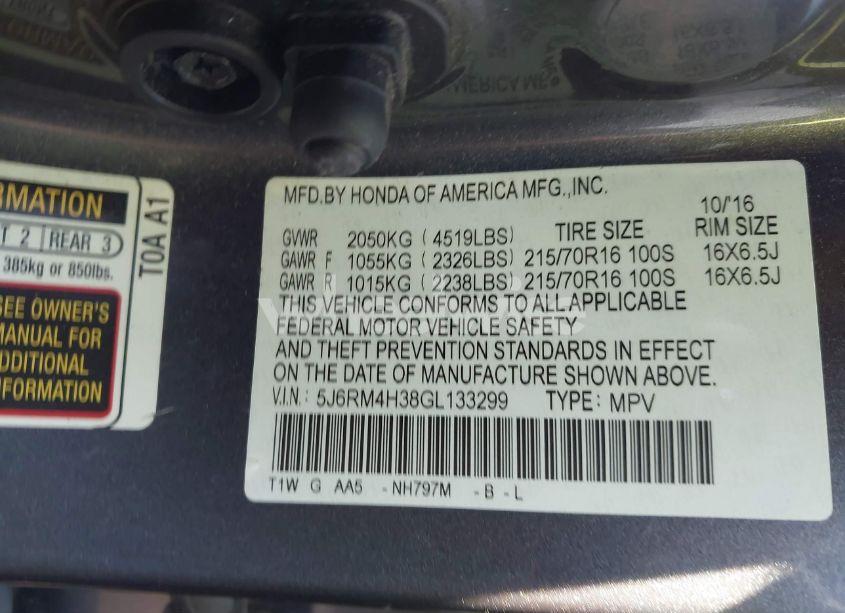 RMATION
T 2 REAR 3
385kg or 850lbs.
SEE OWNER'S
MANUAL FOR
ADDITIONAL
INFORMATION
T0A A1
MFD.BY HONDA OF AMERICA MFG.,INC.
10/'16
GVWR 2050KG (4519LBS) TIRE SIZE RIM SIZE
GAWR F 1055KG (2326LBS) 215/70R16 100S 16X6.5J
GAWR R 1015KG (2238LBS) 215/70R16 100S 16X6.5J
THIS VEHICLE CONFORMS TO ALL APPLICABLE
FEDERAL MOTOR VEHICLE SAFETY
AND THEFT PREVENTION STANDARDS IN EFFECT
ON THE DATE OF MANUFACTURE SHOWN ABOVE.
V.I.N.: 5J6RM4H38GL133299 TYPE: MPV
T1W G AA5 -NH797M -B -L